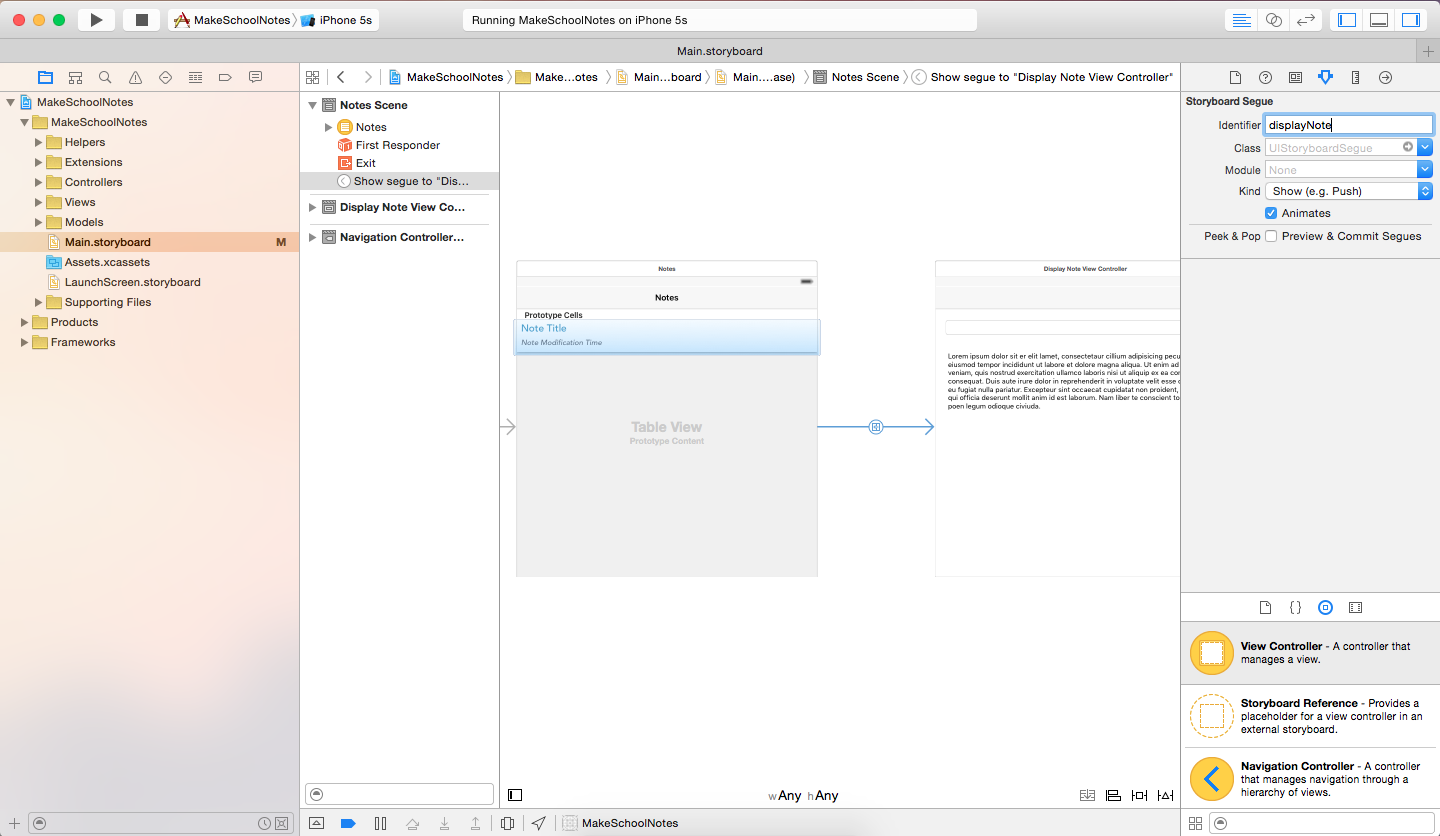 MakeSchoolNotes
iPhone 5s
Running MakeSchoolNotes on iPhone 5s
Main.storyboard
MakeSchoolNotes
Make...otes
Main...board
Main....ase)
Notes Scene
Show segue to "Display Note View Controller"
MakeSchoolNotes
MakeSchoolNotes
Helpers
Extensions
Controllers
Views
Models
Main.storyboard
M
Assets.xcassets
LaunchScreen.storyboard
Supporting Files
Products
Frameworks
Notes Scene
Notes
First Responder
Exit
Show segue to "Dis...
Display Note View Co...
Navigation Controller...
Notes
Notes
Prototype Cells
Note Title
Note Modification Time
Table View
Prototype Content
Display Note View Controller
Lorem ipsum dolor sit er elit lamet, consectetaur cillium adipisicing pecu
eiusmod tempor incididunt ut labore et dolore magna aliqua. Ut enim ad
veniam, quis nostrud exercitation ullamco laboris nisi ut aliquip ex ea con
consequat. Duis aute irure dolor in reprehenderit in voluptate velit esse c
eu fugiat nulla pariatur. Excepteur sint occaecat cupidatat non proident,
qui officia deserunt mollit anim id est laborum. Nam liber te conscient to
poen legum odioque civiuda.
wAny hAny
MakeSchoolNotes
Storyboard Segue
Identifier displayNote
Class UIStoryboardSegue
Module None
Kind Show (e.g. Push)
Animates
Peek & Pop Preview & Commit Segues
View Controller - A controller that
manages a view.
Storyboard Reference - Provides a
placeholder for a view controller in an
external storyboard.
Navigation Controller - A controller
that manages navigation through a
hierarchy of views.